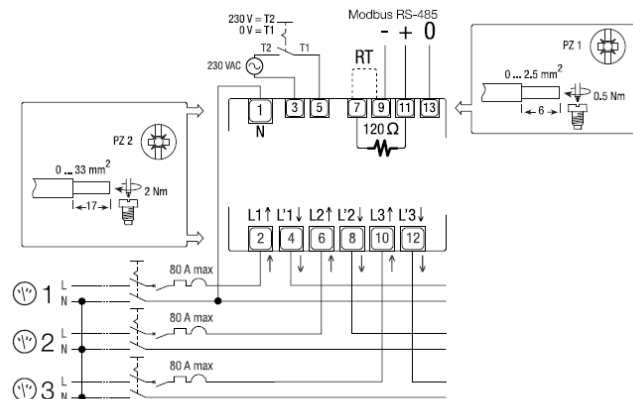 Modbus RS-485
230 V = T2
0 V = T1
- + 0
T2 T1
230 VAC
RT
1 3 5 7 9 11 13
N
120 Ω
PZ 1
0 ... 2.5 mm²
0.5 Nm
6
PZ 2
0 ... 33 mm²
2 Nm
17
L1↑ L'1↓ L2↑ L'2↓ L3↑ L'3↓
2 4 6 8 10 12
80 A max
1 L
N
80 A max
2 L
N
80 A max
3 L
N